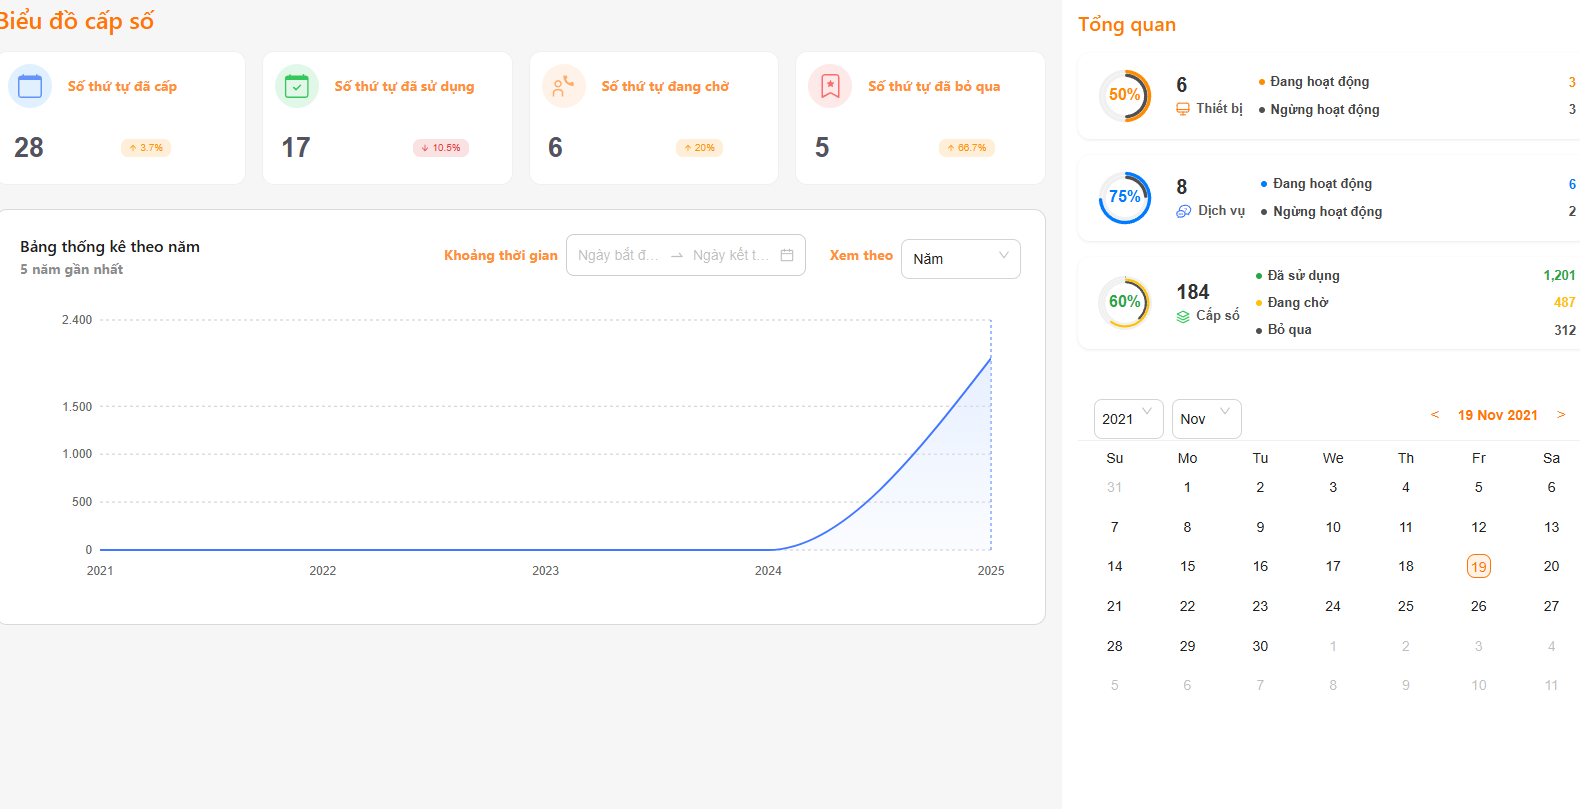 Biểu đồ cấp số
Số thứ tự đã cấp
28
3.7%
Số thứ tự đã sử dụng
17
10.5%
Số thứ tự đang chờ
6
20%
Số thứ tự đã bỏ qua
5
66.7%
Bảng thống kê theo năm
5 năm gần nhất
Khoảng thời gian
Ngày bắt đ... → Ngày kết t...
Xem theo
Năm
2.400
1.500
1.000
500
0
2021 2022 2023 2024 2025
Tổng quan
50%
6
Thiết bị
Đang hoạt động 3
Ngừng hoạt động 3
75%
8
Dịch vụ
Đang hoạt động 6
Ngừng hoạt động 2
60%
184
Cấp số
Đã sử dụng 1,201
Đang chờ 487
Bỏ qua 312
2021 Nov < 19 Nov 2021 >
Su Mo Tu We Th Fr Sa
31 1 2 3 4 5 6
7 8 9 10 11 12 13
14 15 16 17 18 19 20
21 22 23 24 25 26 27
28 29 30 1 2 3 4
5 6 7 8 9 10 11